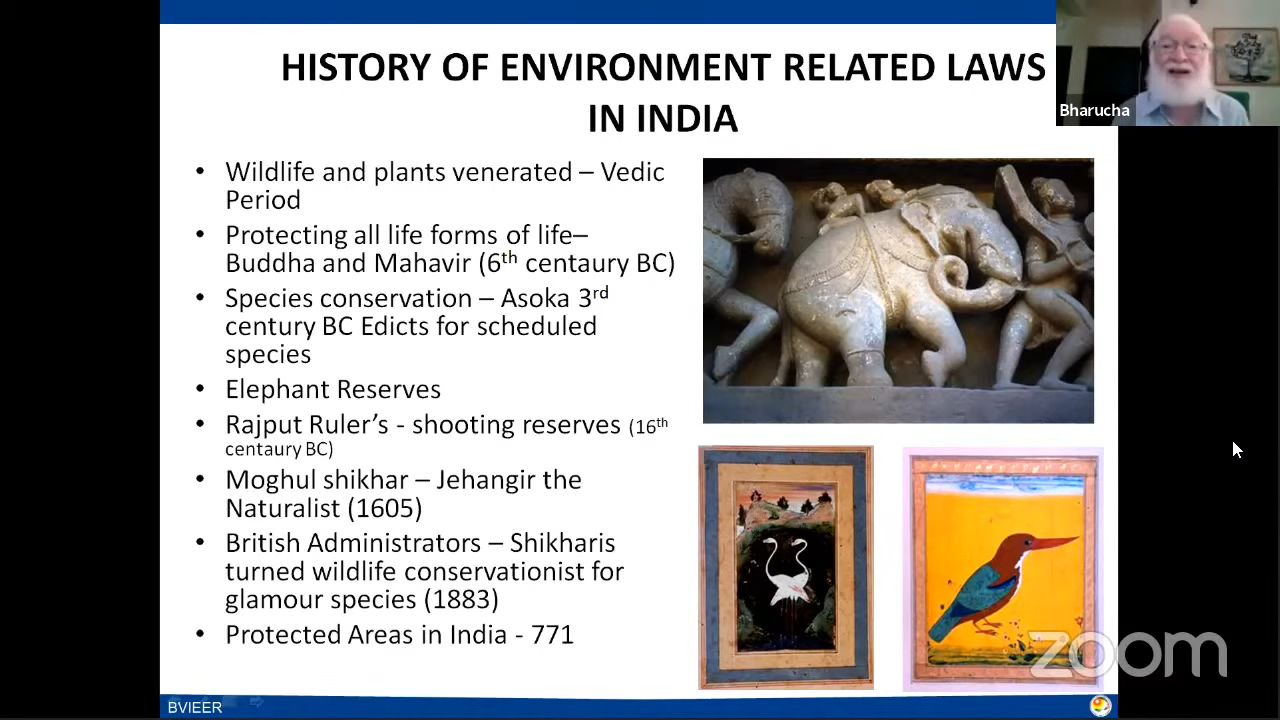 HISTORY OF ENVIRONMENT RELATED LAWS
IN INDIA
Bharucha
• Wildlife and plants venerated – Vedic
Period
• Protecting all life forms of life–
Buddha and Mahavir (6th centaury BC)
• Species conservation – Asoka 3rd
century BC Edicts for scheduled
species
• Elephant Reserves
• Rajput Ruler’s - shooting reserves (16th
centaury BC)
• Moghul shikhar – Jehangir the
Naturalist (1605)
• British Administrators – Shikharis
turned wildlife conservationist for
glamour species (1883)
• Protected Areas in India - 771
zoom
BVIEER